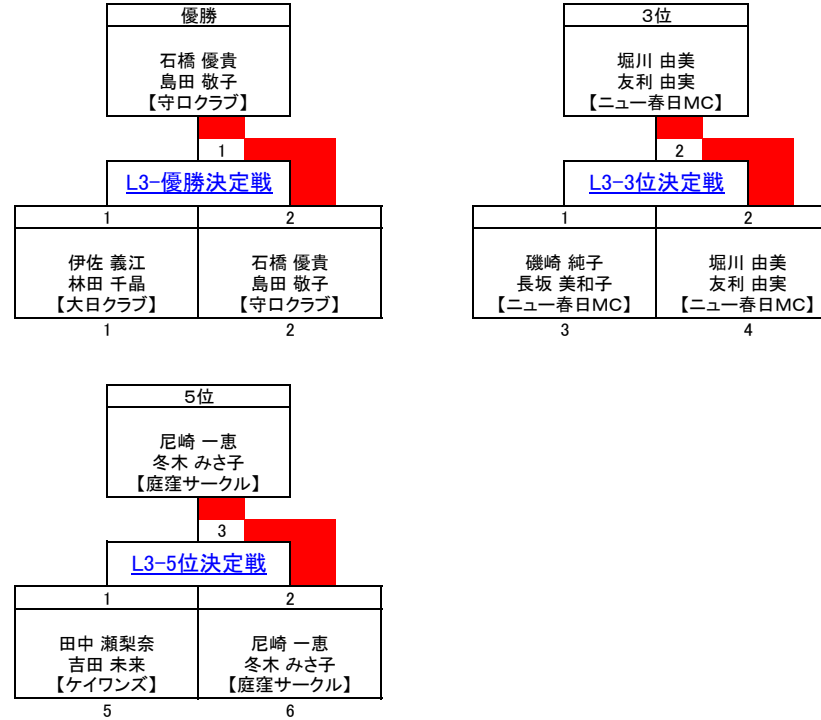 優勝
石橋 優貴
島田 敬子
【守口クラブ】
1
L3-優勝決定戦
1
2
伊佐 義江
林田 千晶
【大日クラブ】
石橋 優貴
島田 敬子
【守口クラブ】
1
2
3位
堀川 由美
友利 由実
【ニュー春日MC】
2
L3-3位決定戦
1
2
磯崎 純子
長坂 美和子
【ニュー春日MC】
堀川 由美
友利 由実
【ニュー春日MC】
3
4
5位
尼崎 一恵
冬木 みさ子
【庭窪サークル】
3
L3-5位決定戦
1
2
田中 瀬梨奈
吉田 未来
【ケイワンズ】
尼崎 一恵
冬木 みさ子
【庭窪サークル】
5
6